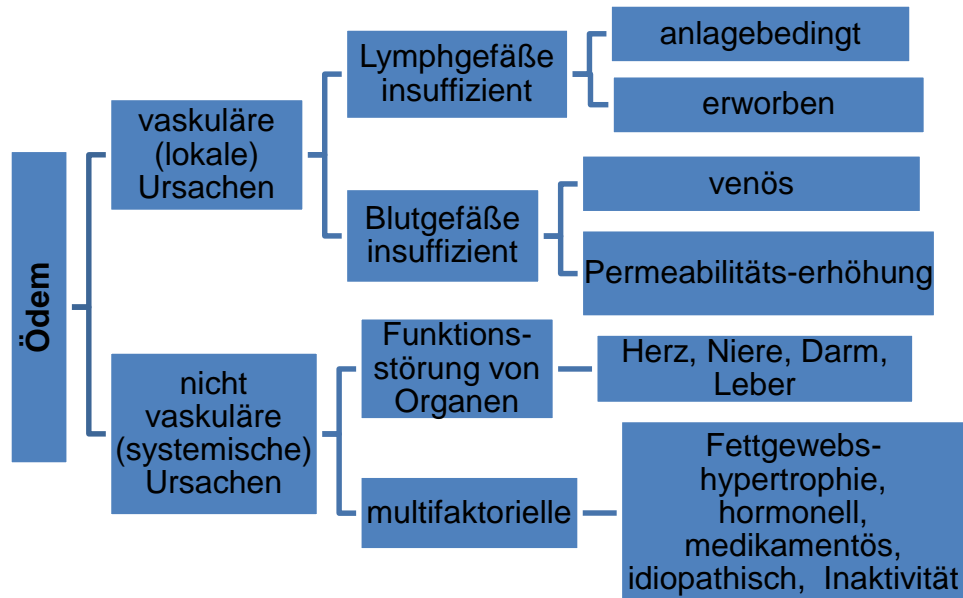 Ödem
vaskuläre
(lokale)
Ursachen
Lymphgefäße
insuffizient
anlagebedingt
erworben
Blutgefäße
insuffizient
venös
Permeabilitäts-erhöhung
nicht
vaskuläre
(systemische)
Ursachen
Funktions-
störung von
Organen
Herz, Niere, Darm,
Leber
multifaktorielle
Fettgewebs-
hypertrophie,
hormonell,
medikamentös,
idiopathisch, Inaktivität